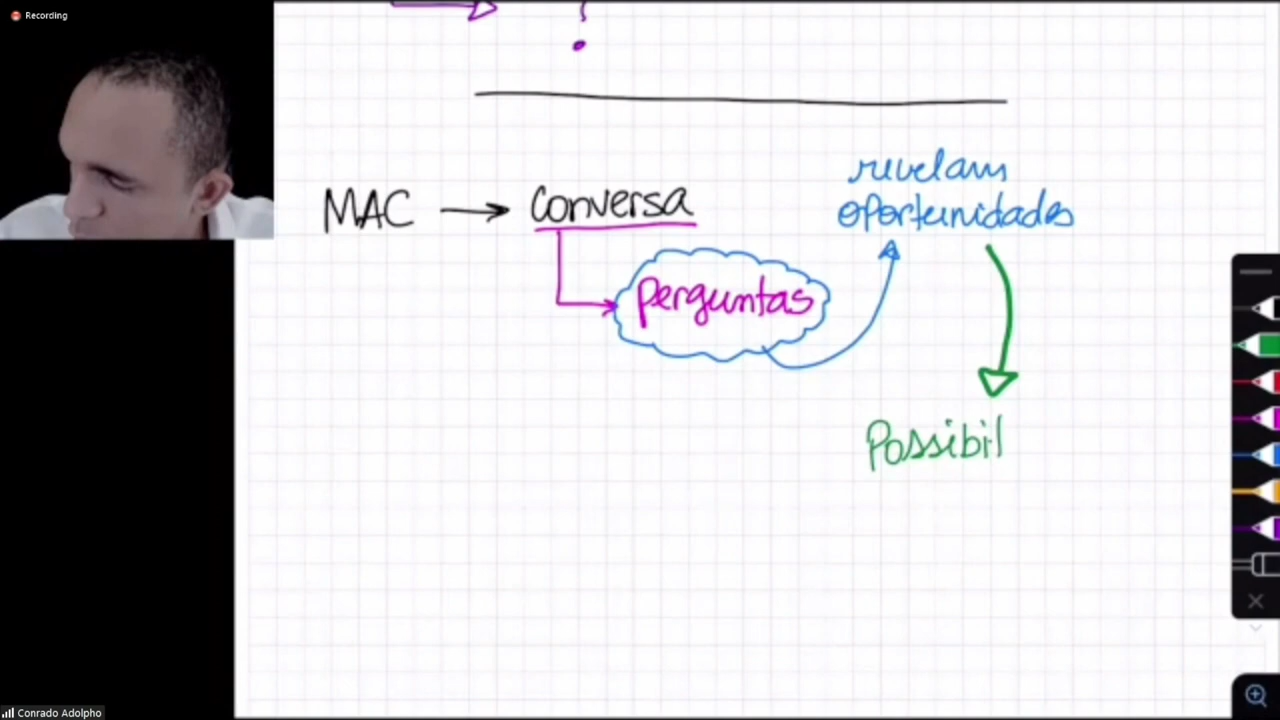 Recording
?
MAC → conversa
revelam
oportunidades
perguntas
Possibil
Conrado Adolpho